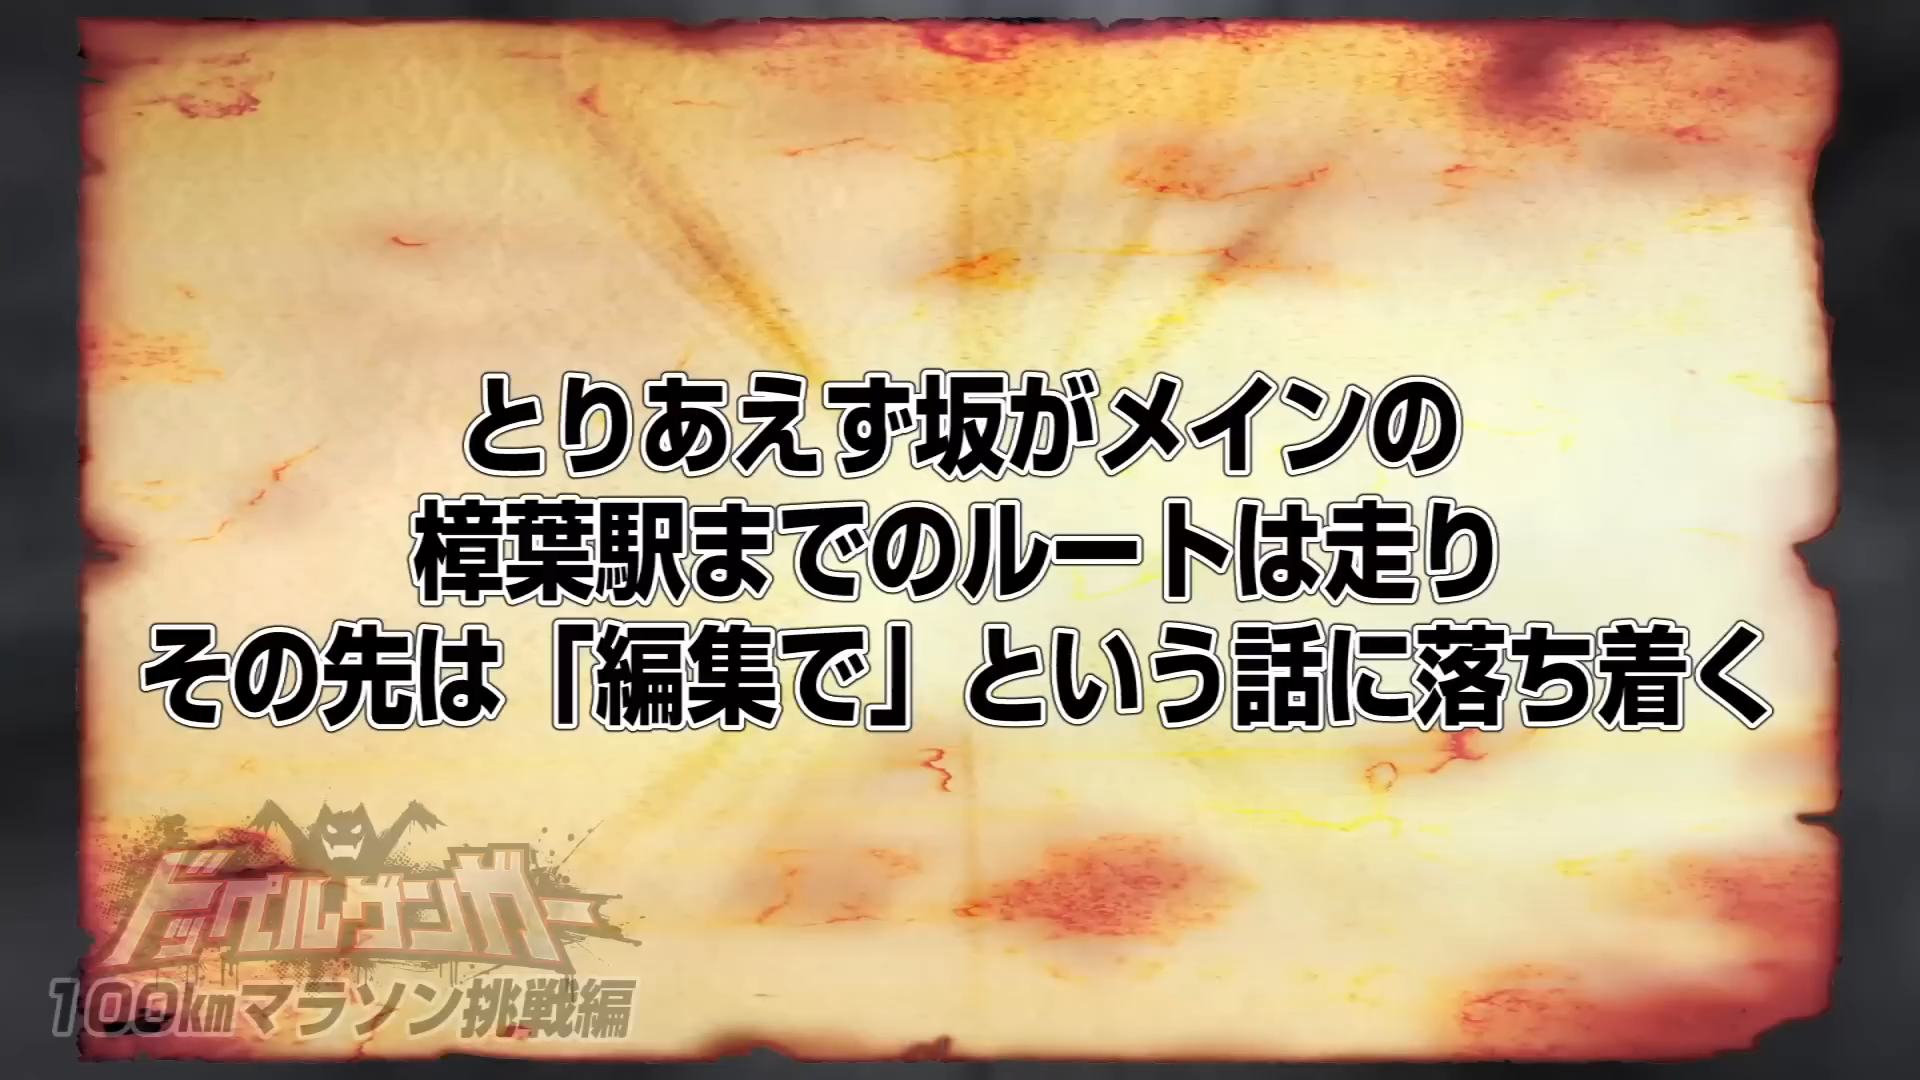 とりあえず坂がメインの
樟葉駅までのルートは走り
その先は「編集で」という話に落ち着く
ドッペルゲンガー
100kmマラソン挑戦編